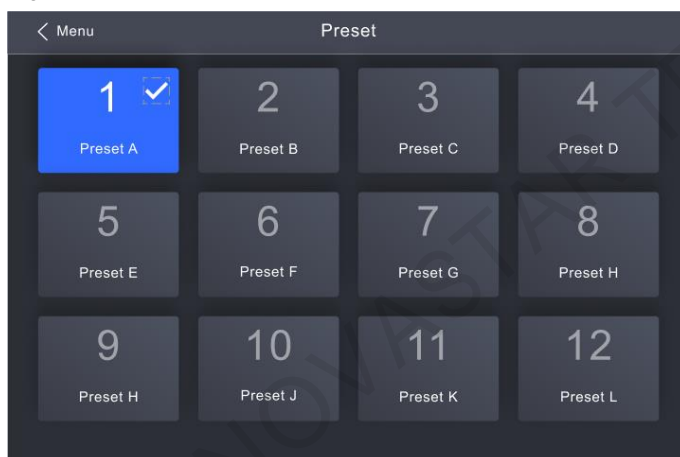 Menu
Preset
1 2 3 4
Preset A Preset B Preset C Preset D
5 6 7 8
Preset E Preset F Preset G Preset H
9 10 11 12
Preset H Preset J Preset K Preset L
NOVASTAR